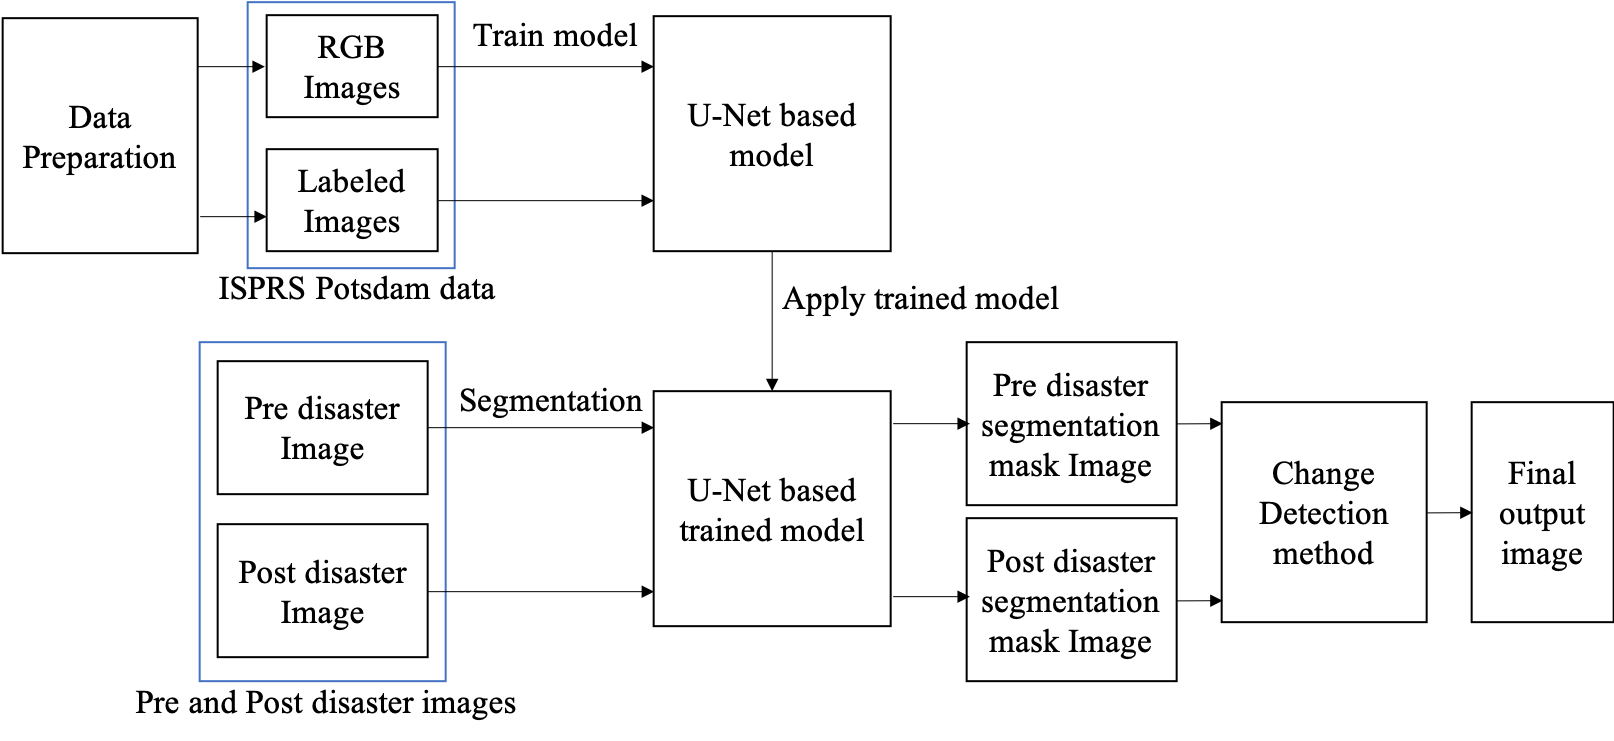 Data
Preparation
RGB
Images
Labeled
Images
ISPRS Potsdam data
Train model
U-Net based
model
Apply trained model
Pre disaster
Image
Post disaster
Image
Pre and Post disaster images
Segmentation
U-Net based
trained model
Pre disaster
segmentation
mask Image
Post disaster
segmentation
mask Image
Change
Detection
method
Final
output
image